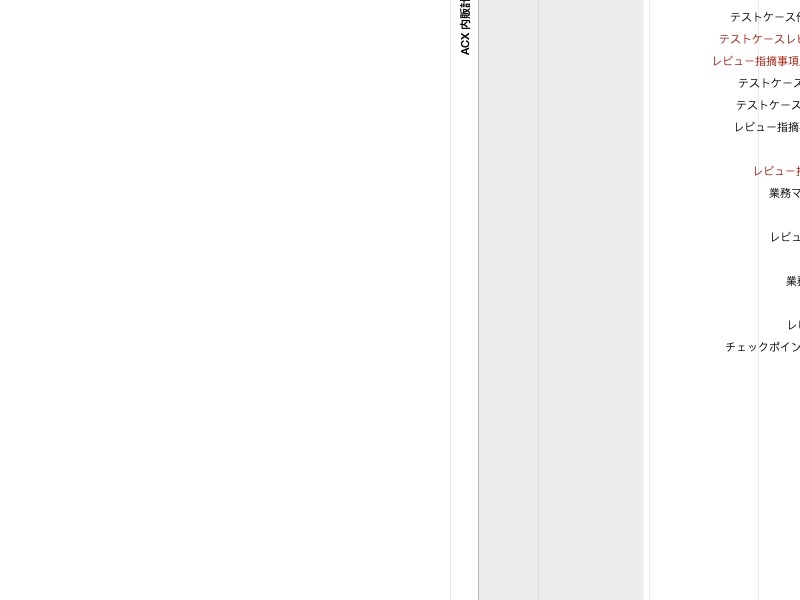 ACX 内販計
テストケース作
テストケースレビ
レビュー指摘事項
テストケース
テストケース
レビュー指摘
レビュー指
業務マ
レビュ
業務
レビ
チェックポイン